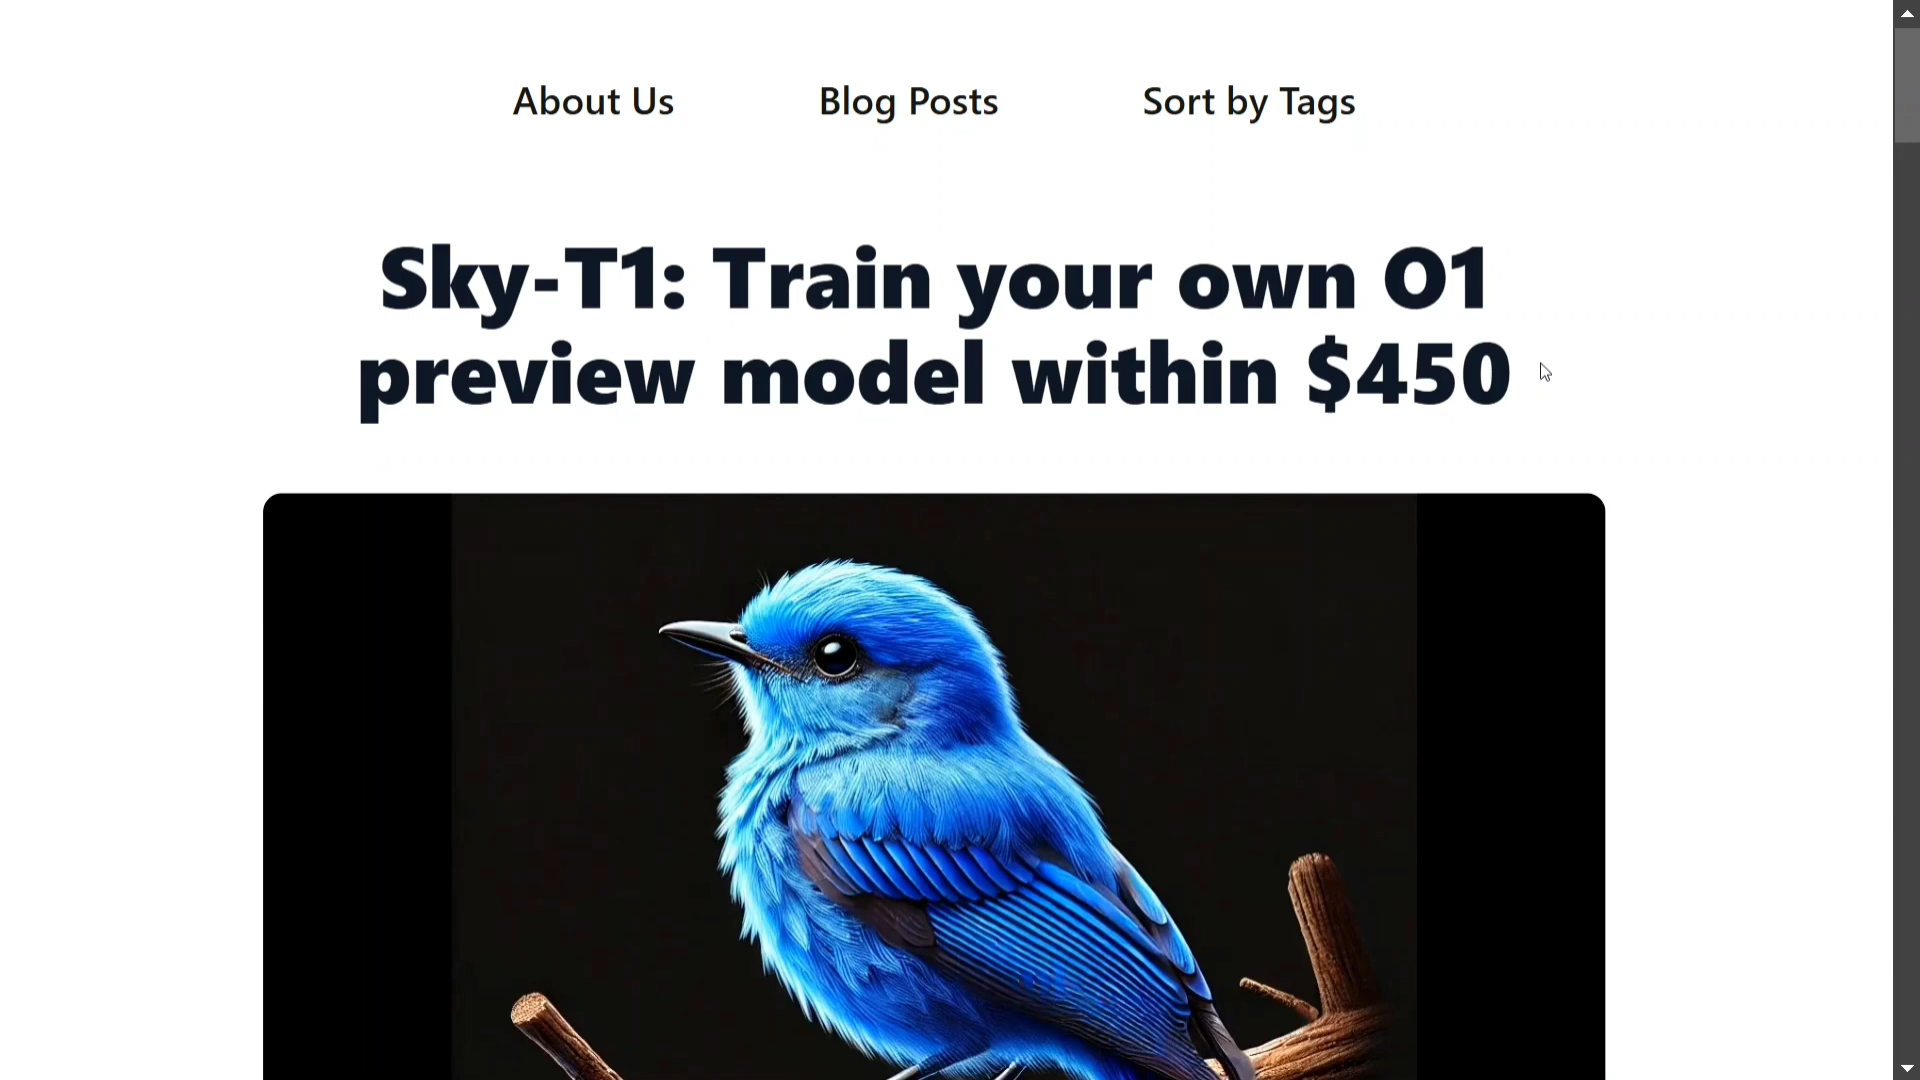 About Us Blog Posts Sort by Tags
Sky-T1: Train your own O1
preview model within $450